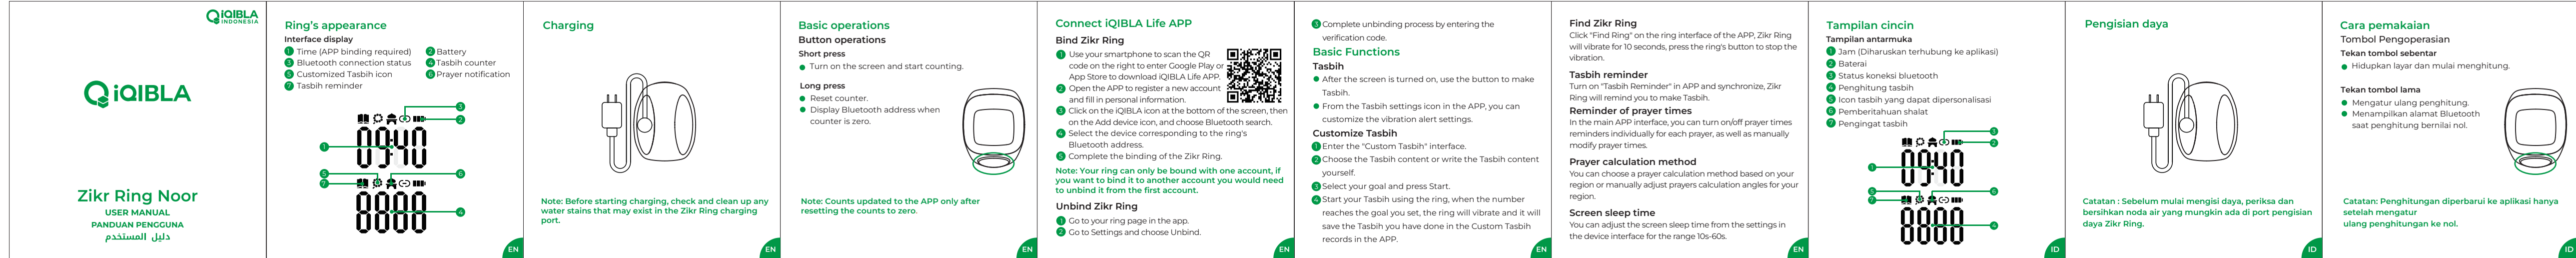 iQIBLA
INDONESIA
iQIBLA
Zikr Ring Noor
USER MANUAL
PANDUAN PENGGUNA
دليل المستخدم
Ring's appearance
Interface display
1 Time (APP binding required)
2 Battery
3 Bluetooth connection status
4 Tasbih counter
5 Customized Tasbih icon
6 Prayer notification
7 Tasbih reminder
3
2
09:40
1
5
6
7
8888
4
EN
Charging
Note: Before starting charging, check and clean up any
water stains that may exist in the Zikr Ring charging
port.
EN
Basic operations
Button operations
Short press
Turn on the screen and start counting.
Long press
Reset counter.
Display Bluetooth address when
counter is zero.
Note: Counts updated to the APP only after
resetting the counts to zero.
EN
Connect iQIBLA Life APP
Bind Zikr Ring
1 Use your smartphone to scan the QR
code on the right to enter Google Play or
App Store to download iQIBLA Life APP.
2 Open the APP to register a new account
and fill in personal information.
3 Click on the iQIBLA icon at the bottom of the screen, then
on the Add device icon, and choose Bluetooth search.
4 Select the device corresponding to the ring's
Bluetooth address.
5 Complete the binding of the Zikr Ring.
Note: Your ring can only be bound with one account, if
you want to bind it to another account you would need
to unbind it from the first account.
Unbind Zikr Ring
1 Go to your ring page in the app.
2 Go to Settings and choose Unbind.
EN
3 Complete unbinding process by entering the
verification code.
Basic Functions
Tasbih
After the screen is turned on, use the button to make
Tasbih.
From the Tasbih settings icon in the APP, you can
customize the vibration alert settings.
Customize Tasbih
1 Enter the "Custom Tasbih" interface.
2 Choose the Tasbih content or write the Tasbih content
yourself.
3 Select your goal and press Start.
4 Start your Tasbih using the ring, when the number
reaches the goal you set, the ring will vibrate and it will
save the Tasbih you have done in the Custom Tasbih
records in the APP.
EN
Find Zikr Ring
Click "Find Ring" on the ring interface of the APP, Zikr Ring
will vibrate for 10 seconds, press the ring's button to stop the
vibration.
Tasbih reminder
Turn on "Tasbih Reminder" in APP and synchronize, Zikr
Ring will remind you to make Tasbih.
Reminder of prayer times
In the main APP interface, you can turn on/off prayer times
reminders individually for each prayer, as well as manually
modify prayer times.
Prayer calculation method
You can choose a prayer calculation method based on your
region or manually adjust prayers calculation angles for your
region.
Screen sleep time
You can adjust the screen sleep time from the settings in
the device interface for the range 10s-60s.
EN
Tampilan cincin
Tampilan antarmuka
1 Jam (Diharuskan terhubung ke aplikasi)
2 Baterai
3 Status koneksi bluetooth
4 Penghitung tasbih
5 Icon tasbih yang dapat dipersonalisasi
6 Pemberitahuan shalat
7 Pengingat tasbih
3
2
09:40
1
5
6
7
8888
4
ID
Pengisian daya
Catatan : Sebelum mulai mengisi daya, periksa dan
bersihkan noda air yang mungkin ada di port pengisian
daya Zikr Ring.
ID
Cara pemakaian
Tombol Pengoperasian
Tekan tombol sebentar
Hidupkan layar dan mulai menghitung.
Tekan tombol lama
Mengatur ulang penghitung.
Menampilkan alamat Bluetooth
saat penghitung bernilai nol.
Catatan: Penghitungan diperbarui ke aplikasi hanya
setelah mengatur
ulang penghitungan ke nol.
ID